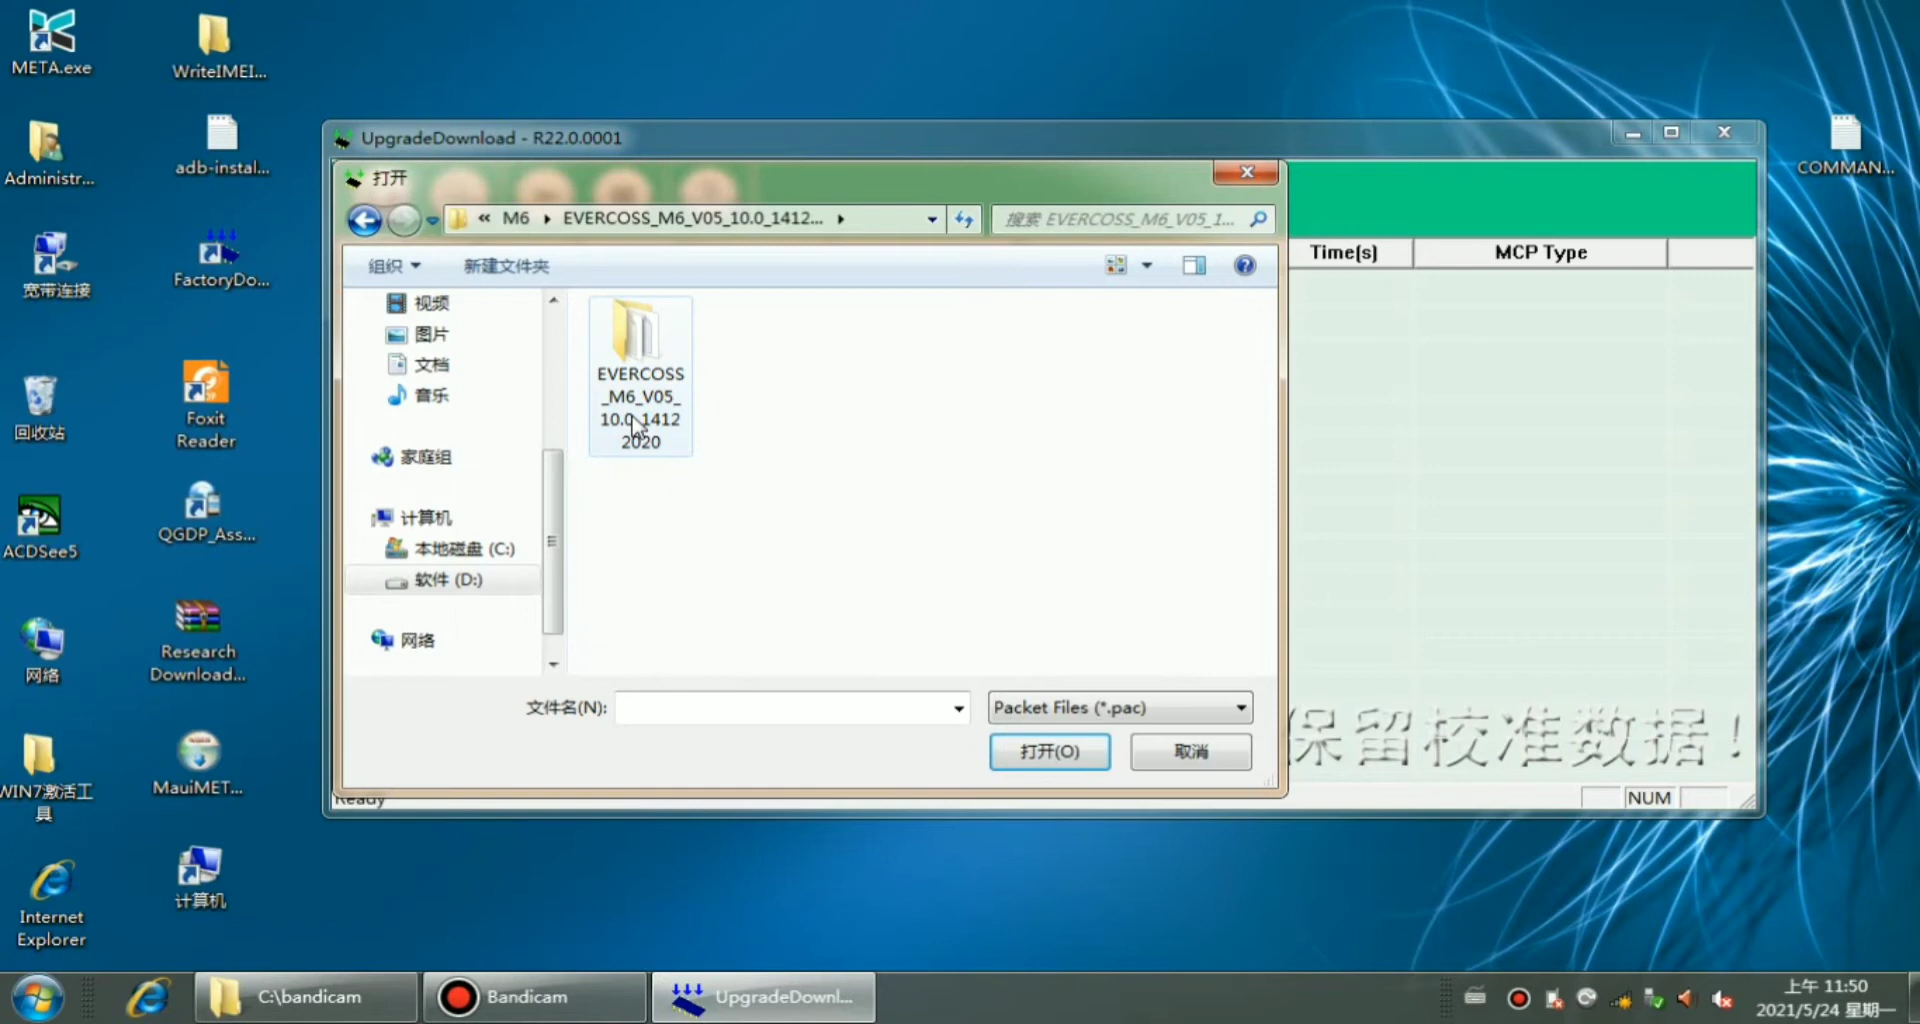 META.exe
WriteIMEI...
Administr...
adb-instal...
宽带连接
FactoryDo...
回收站
Foxit
Reader
ACDSee5
QGDP_Ass...
网络
Research
Download...
WIN7激活工
具
MauiMET...
Internet
Explorer
计算机
COMMAN...
UpgradeDownload - R22.0.0001
打开
« M6 EVERCOSS_M6_V05_10.0_1412...
搜索 EVERCOSS_M6_V05_1...
组织
新建文件夹
视频
图片
文档
音乐
家庭组
计算机
本地磁盘 (C:)
软件 (D:)
网络
EVERCOSS
_M6_V05_
10.0_1412
2020
文件名(N):
Packet Files (*.pac)
打开(O)
取消
Time(s)
MCP Type
保留校准数据！
Ready
NUM
C:\bandicam
Bandicam
UpgradeDownl...
上午 11:50
2021/5/24 星期一